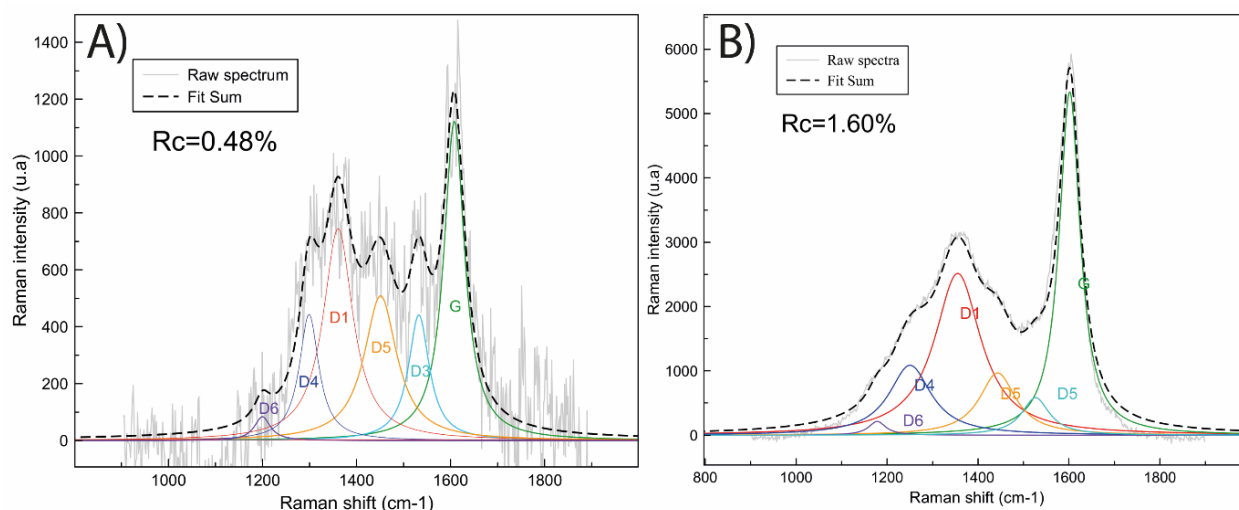 A)
Raw spectrum
Fit Sum
Rc=0.48%
Raman intensity (u.a)
1400
1200
1000
800
600
400
200
0
D6
D4
D1
D5
D3
G
1000
1200
1400
1600
1800
Raman shift (cm-1)
B)
Raw spectra
Fit Sum
Rc=1.60%
Raman intensity (u.a)
6000
5000
4000
3000
2000
1000
0
D6
D4
D1
D5
D5
G
800
1000
1200
1400
1600
1800
Raman shift (cm-1)